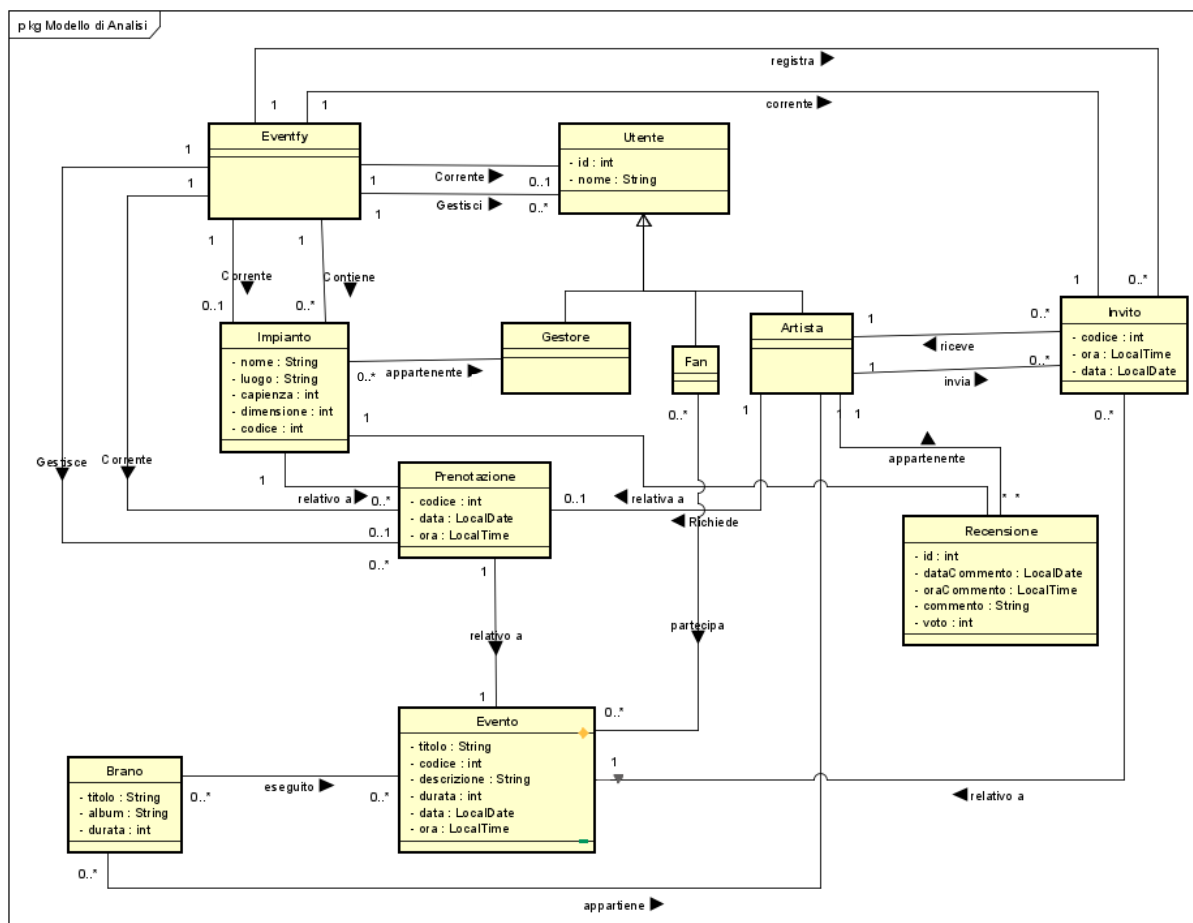 pkg Modello di Analisi
registra
1
1
1
corrente
0..*
1
Eventfy
Utente
- id : int
- nome : String
1
1
Corrente
1
0..1
Gestisci
1
0..*
1
1
Corrente
Contiene
0..1
0..*
Impianto
- nome : String
- luogo : String
- capienza : int
- dimensione : int
- codice : int
Gestore
Fan
Artista
Invito
- codice : int
- ora : LocalTime
- data : LocalDate
0..*
appartenente
1
riceve
0..*
1
invia
0..*
1
0..*
1
1
1
0..*
appartenente
Gestisce
Corrente
1
relativo a
0..*
Prenotazione
- codice : int
- data : LocalDate
- ora : LocalTime
0..1
relativa a
Richiede
* *
0..1
0..*
Recensione
- id : int
- dataCommento : LocalDate
- oraCommento : LocalTime
- commento : String
- voto : int
1
relativo a
1
partecipa
0..*
Evento
- titolo : String
- codice : int
- descrizione : String
- durata : int
- data : LocalDate
- ora : LocalTime
1
relativo a
Brano
- titolo : String
- album : String
- durata : int
0..*
eseguito
0..*
0..*
appartiene